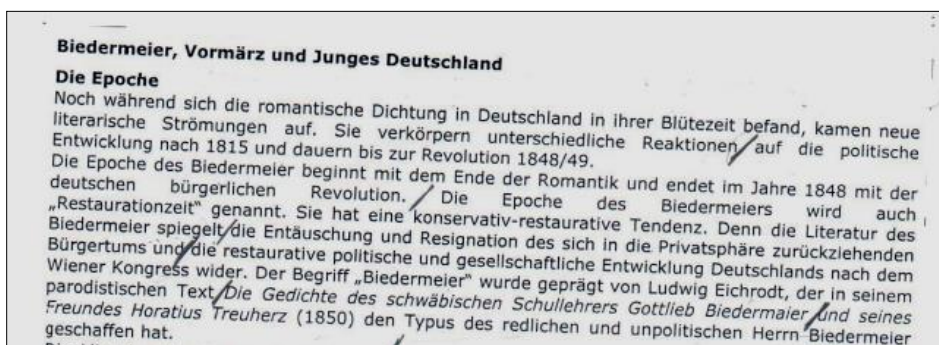 Biedermeier, Vormärz und Junges Deutschland
Die Epoche
Noch während sich die romantische Dichtung in Deutschland in ihrer Blütezeit befand, kamen neue
literarische Strömungen auf. Sie verkörpern unterschiedliche Reaktionen auf die politische
Entwicklung nach 1815 und dauern bis zur Revolution 1848/49.
Die Epoche des Biedermeier beginnt mit dem Ende der Romantik und endet im Jahre 1848 mit der
deutschen bürgerlichen Revolution. Die Epoche des Biedermeiers wird auch
„Restaurationzeit“ genannt. Sie hat eine konservativ-restaurative Tendenz. Denn die Literatur des
Biedermeier spiegelt die Entäuschung und Resignation des sich in die Privatsphäre zurückziehenden
Bürgertums und die restaurative politische und gesellschaftliche Entwicklung Deutschlands nach dem
Wiener Kongress wider. Der Begriff „Biedermeier“ wurde geprägt von Ludwig Eichrodt, der in seinem
parodistischen Text Die Gedichte des schwäbischen Schullehrers Gottlieb Biedermaier und seines
Freundes Horatius Treuherz (1850) den Typus des redlichen und unpolitischen Herrn Biedermeier
geschaffen hat.